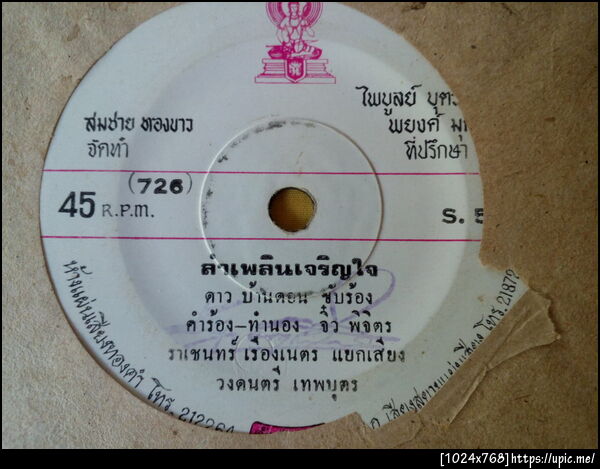 สมชาย ทองขาว
จัดทำ
ไพบูลย์ บุตร
พยงค์ มุ
ที่ปรึกษา
(726)
45 R.P.M.
S. 5
ลำเพลินเจริญใจ
ดาว บ้านดอน ขับร้อง
คำร้อง-ทำนอง จิ๋ว พิจิตร
ราเชนทร์ เรืองเนตร แยกเสียง
วงดนตรี เทพบุตร
ห้างแผ่นเสียงทองคำ โทร. 212264
โทร. 21872
[1024x768]https://upic.me/